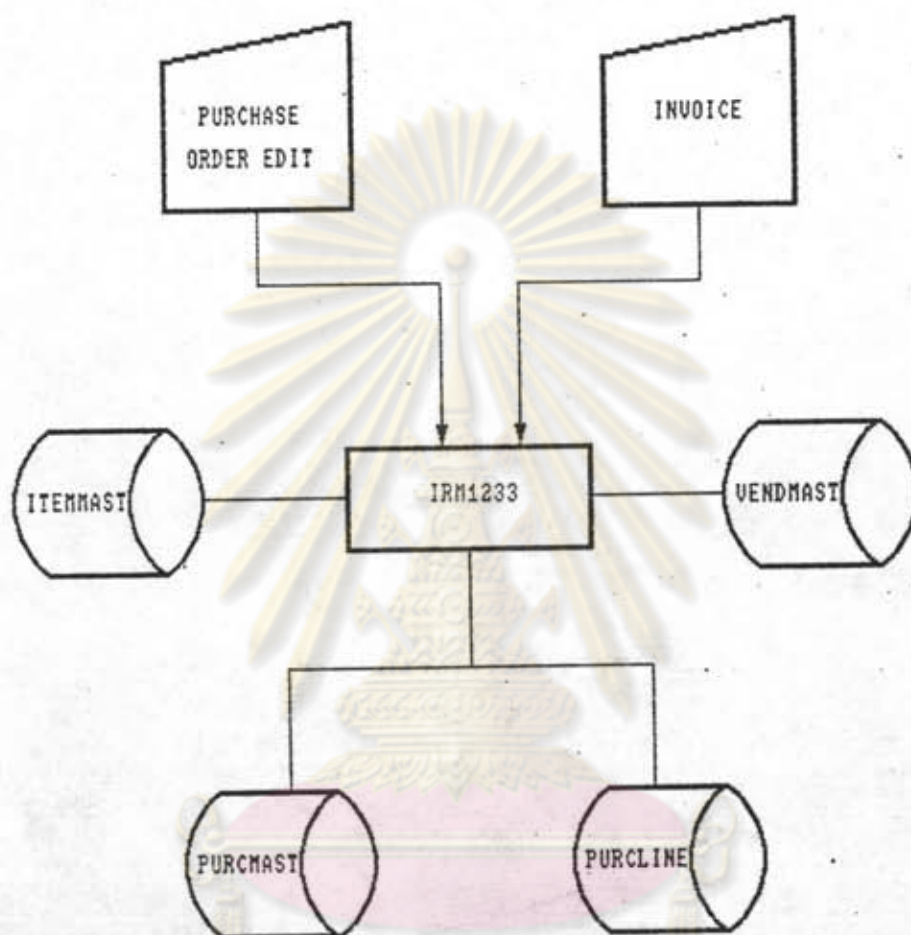 PURCHASE
ORDER EDIT
INVOICE
ITEMMAST
IRM1233
VENDMAST
PURCMAST
PURCLINE